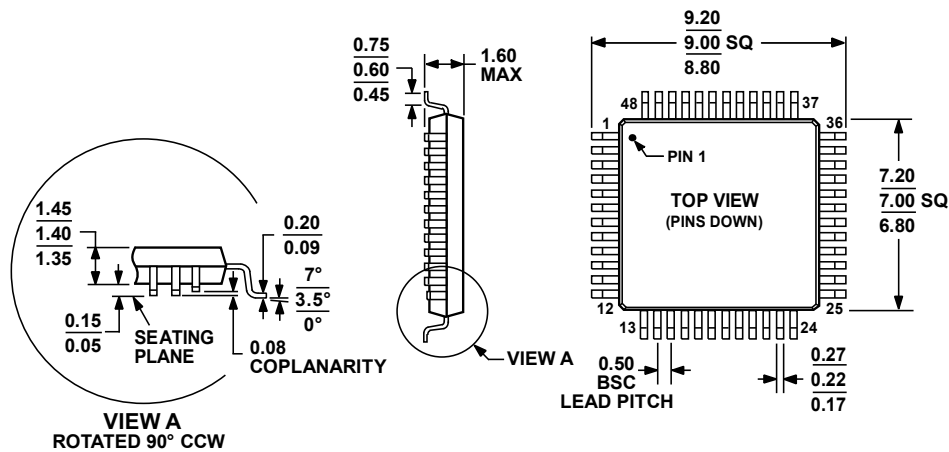 0.75
0.60
0.45
1.60
MAX
9.20
9.00 SQ
8.80
48
37
1
36
PIN 1
TOP VIEW
(PINS DOWN)
7.20
7.00 SQ
6.80
12
25
13
24
0.50
BSC
LEAD PITCH
0.27
0.22
0.17
1.45
1.40
1.35
0.20
0.09
7°
3.5°
0°
0.15
0.05
SEATING
PLANE
0.08
COPLANARITY
VIEW A
VIEW A
ROTATED 90° CCW